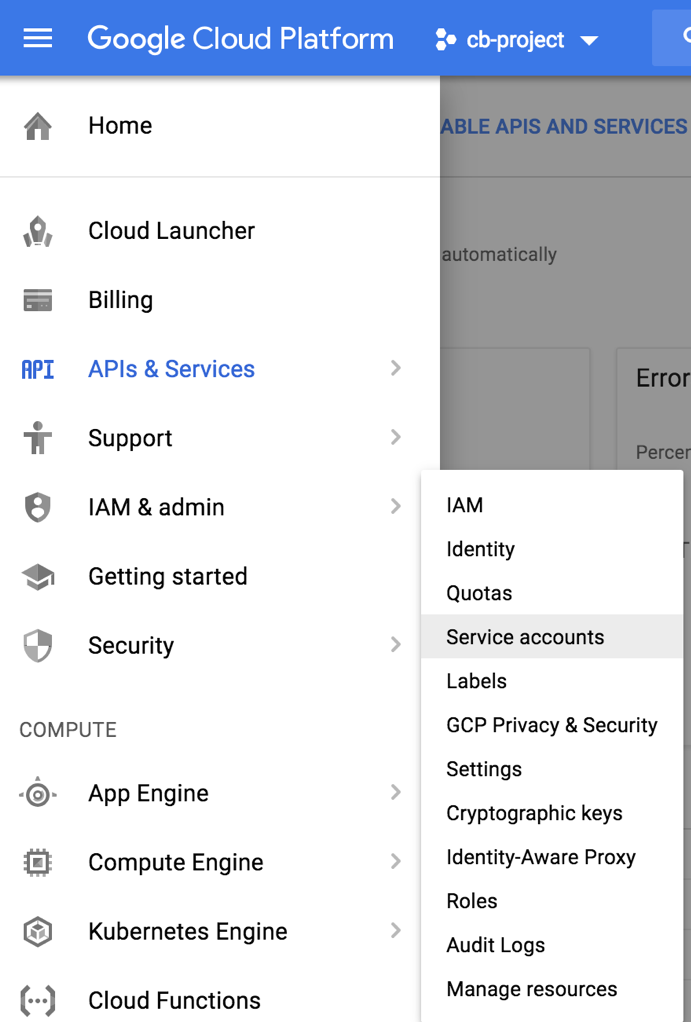 Google Cloud Platform
cb-project
Home
ABLE APIS AND SERVICES
Cloud Launcher
automatically
Billing
API
APIs & Services
Error
Percen
Support
IAM & admin
Getting started
Security
IAM
Identity
Quotas
Service accounts
Labels
GCP Privacy & Security
Settings
Cryptographic keys
Identity-Aware Proxy
Roles
Audit Logs
Manage resources
COMPUTE
App Engine
Compute Engine
Kubernetes Engine
Cloud Functions